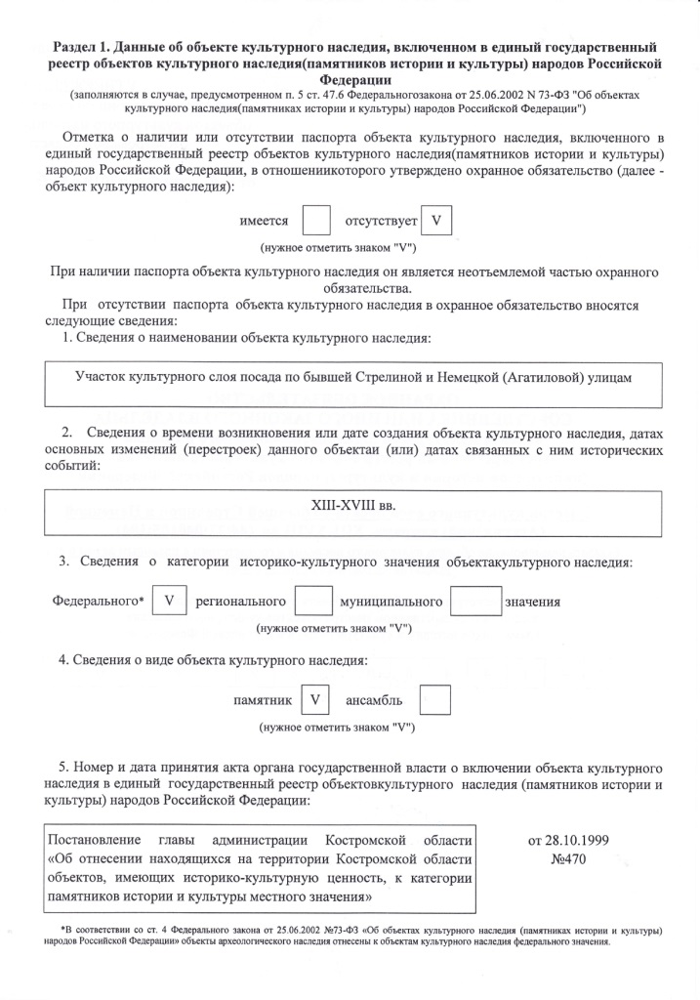 Раздел 1. Данные об объекте культурного наследия, включенном в единый государственный
реестр объектов культурного наследия(памятников истории и культуры) народов Российской
Федерации
(заполняются в случае, предусмотренном п. 5 ст. 47.6 Федеральногозакона от 25.06.2002 N 73-ФЗ "Об объектах
культурного наследия(памятниках истории и культуры) народов Российской Федерации")
Отметка о наличии или отсутствии паспорта объекта культурного наследия, включенного в
единый государственный реестр объектов культурного наследия(памятников истории и культуры)
народов Российской Федерации, в отношениикоторого утверждено охранное обязательство (далее -
объект культурного наследия):
имеется отсутствует V
(нужное отметить знаком "V")
При наличии паспорта объекта культурного наследия он является неотъемлемой частью охранного
обязательства.
При отсутствии паспорта объекта культурного наследия в охранное обязательство вносятся
следующие сведения:
1. Сведения о наименовании объекта культурного наследия:
Участок культурного слоя посада по бывшей Стрелиной и Немецкой (Агатиловой) улицам
2. Сведения о времени возникновения или дате создания объекта культурного наследия, датах
основных изменений (перестроек) данного объектаи (или) датах связанных с ним исторических
событий:
XIII-XVIII вв.
3. Сведения о категории историко-культурного значения объектакультурного наследия:
Федерального* V регионального муниципального значения
(нужное отметить знаком "V")
4. Сведения о виде объекта культурного наследия:
памятник V ансамбль
(нужное отметить знаком "V")
5. Номер и дата принятия акта органа государственной власти о включении объекта культурного
наследия в единый государственный реестр объектовкультурного наследия (памятников истории и
культуры) народов Российской Федерации:
Постановление главы администрации Костромской области от 28.10.1999
«Об отнесении находящихся на территории Костромской области №470
объектов, имеющих историко-культурную ценность, к категории
памятников истории и культуры местного значения»
*В соответствии со ст. 4 Федерального закона от 25.06.2002 №73-ФЗ «Об объектах культурного наследия (памятниках истории и культуры)
народов Российской Федерации» объекты археологического наследия отнесены к объектам культурного наследия федерального значения.